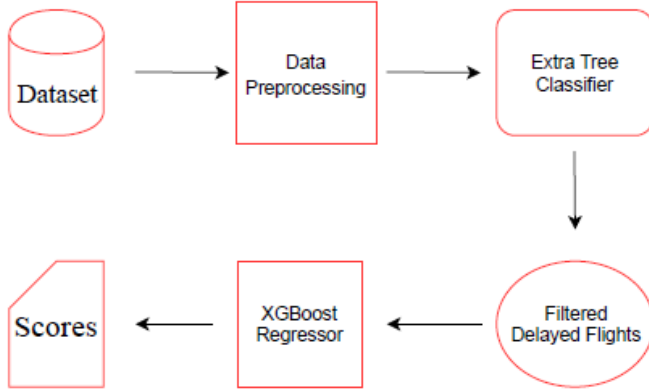 Dataset
Data
Preprocessing
Extra Tree
Classifier
Filtered
Delayed Flights
XGBoost
Regressor
Scores